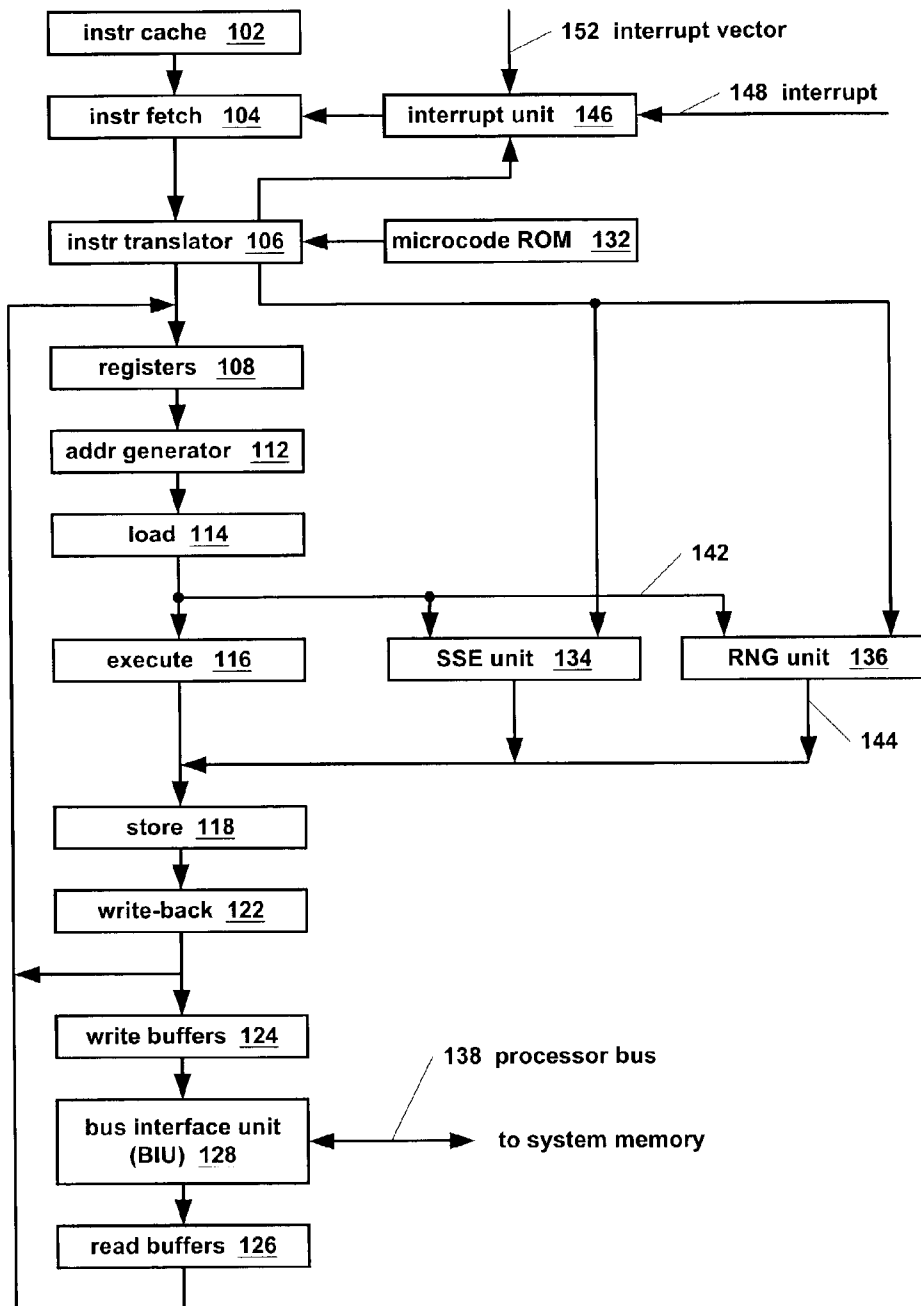 instr cache 102
152 interrupt vector
148 interrupt
instr fetch 104
interrupt unit 146
instr translator 106
microcode ROM 132
registers 108
addr generator 112
load 114
142
execute 116
SSE unit 134
RNG unit 136
144
store 118
write-back 122
write buffers 124
138 processor bus
bus interface unit
(BIU) 128
to system memory
read buffers 126